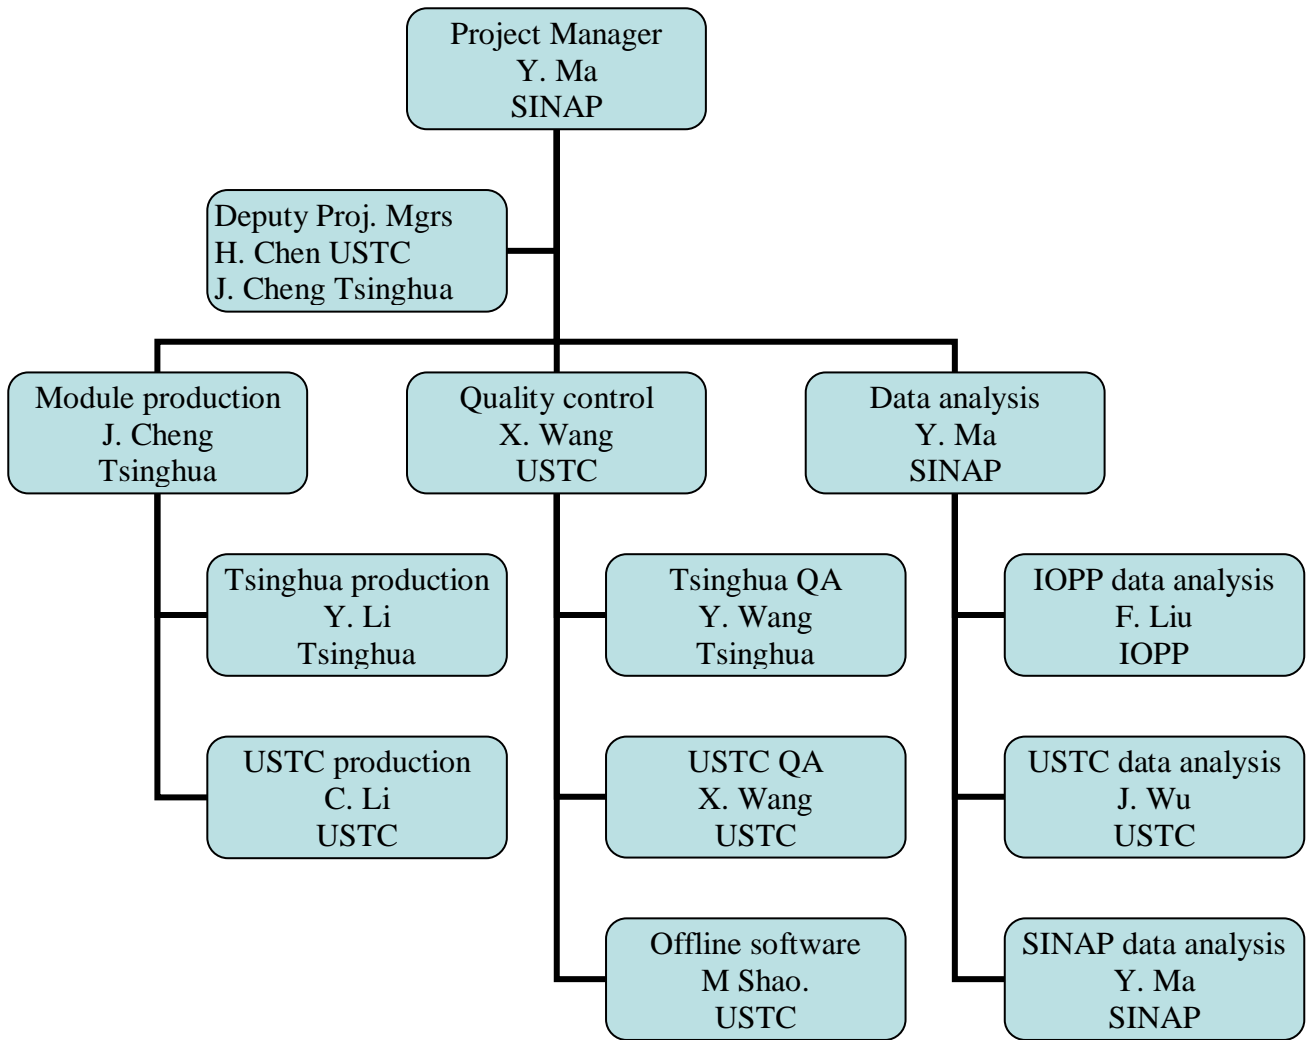 Project Manager
Y. Ma
SINAP
Deputy Proj. Mgrs
H. Chen USTC
J. Cheng Tsinghua
Module production
J. Cheng
Tsinghua
Quality control
X. Wang
USTC
Data analysis
Y. Ma
SINAP
Tsinghua production
Y. Li
Tsinghua
Tsinghua QA
Y. Wang
Tsinghua
IOPP data analysis
F. Liu
IOPP
USTC production
C. Li
USTC
USTC QA
X. Wang
USTC
USTC data analysis
J. Wu
USTC
Offline software
M Shao.
USTC
SINAP data analysis
Y. Ma
SINAP